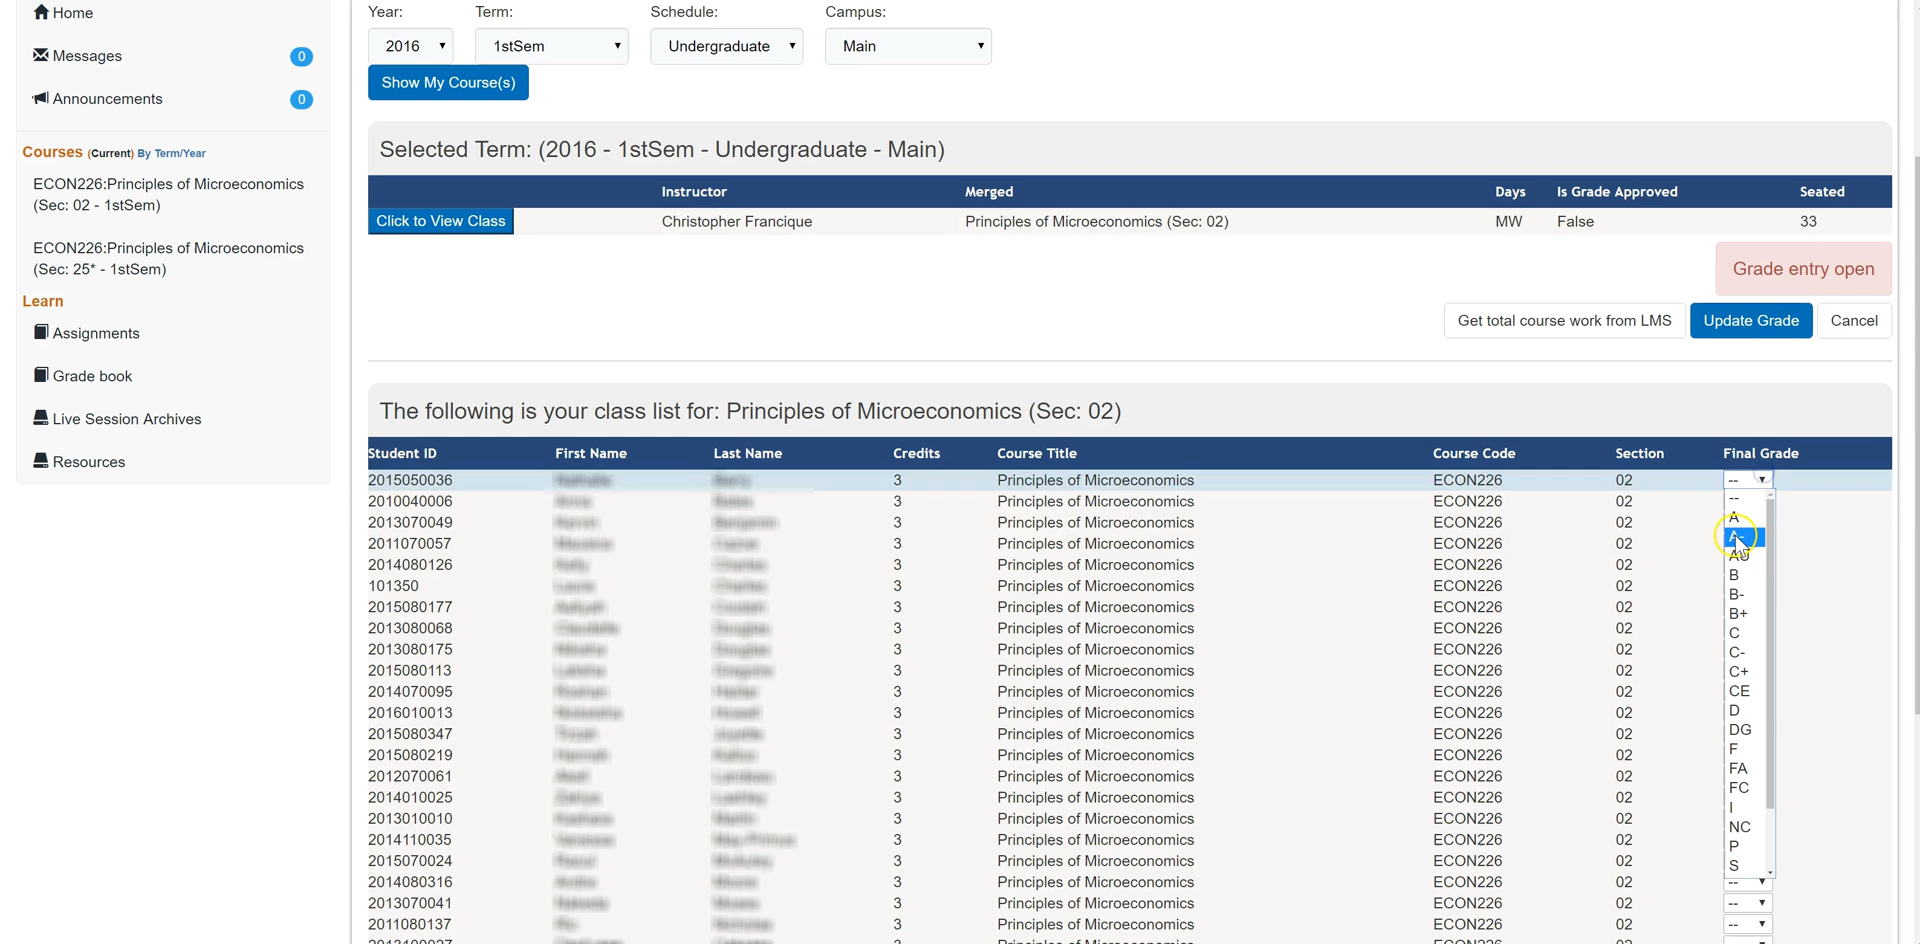 Home
Messages 0
Announcements 0
Courses (Current) By Term/Year
ECON226:Principles of Microeconomics
(Sec: 02 - 1stSem)
ECON226:Principles of Microeconomics
(Sec: 25* - 1stSem)
Learn
Assignments
Grade book
Live Session Archives
Resources
Year: Term: Schedule: Campus:
2016 1stSem Undergraduate Main
Show My Course(s)
Selected Term: (2016 - 1stSem - Undergraduate - Main)
Instructor Merged Days Is Grade Approved Seated
Click to View Class Christopher Francique Principles of Microeconomics (Sec: 02) MW False 33
Grade entry open
Get total course work from LMS Update Grade Cancel
The following is your class list for: Principles of Microeconomics (Sec: 02)
Student ID First Name Last Name Credits Course Title Course Code Section Final Grade
2015050036 3 Principles of Microeconomics ECON226 02 --
2010040006 3 Principles of Microeconomics ECON226 02
2013070049 3 Principles of Microeconomics ECON226 02
2011070057 3 Principles of Microeconomics ECON226 02
2014080126 3 Principles of Microeconomics ECON226 02
101350 3 Principles of Microeconomics ECON226 02
2015080177 3 Principles of Microeconomics ECON226 02
2013080068 3 Principles of Microeconomics ECON226 02
2013080175 3 Principles of Microeconomics ECON226 02
2015080113 3 Principles of Microeconomics ECON226 02
2014070095 3 Principles of Microeconomics ECON226 02
2016010013 3 Principles of Microeconomics ECON226 02
2015080347 3 Principles of Microeconomics ECON226 02
2015080219 3 Principles of Microeconomics ECON226 02
2012070061 3 Principles of Microeconomics ECON226 02
2014010025 3 Principles of Microeconomics ECON226 02
2013010010 3 Principles of Microeconomics ECON226 02
2014110035 3 Principles of Microeconomics ECON226 02
2015070024 3 Principles of Microeconomics ECON226 02
2014080316 3 Principles of Microeconomics ECON226 02 --
2013070041 3 Principles of Microeconomics ECON226 02 --
2011080137 3 Principles of Microeconomics ECON226 02 --
--
A
A-
AU
B
B-
B+
C
C-
C+
CE
D
DG
F
FA
FC
I
NC
P
S